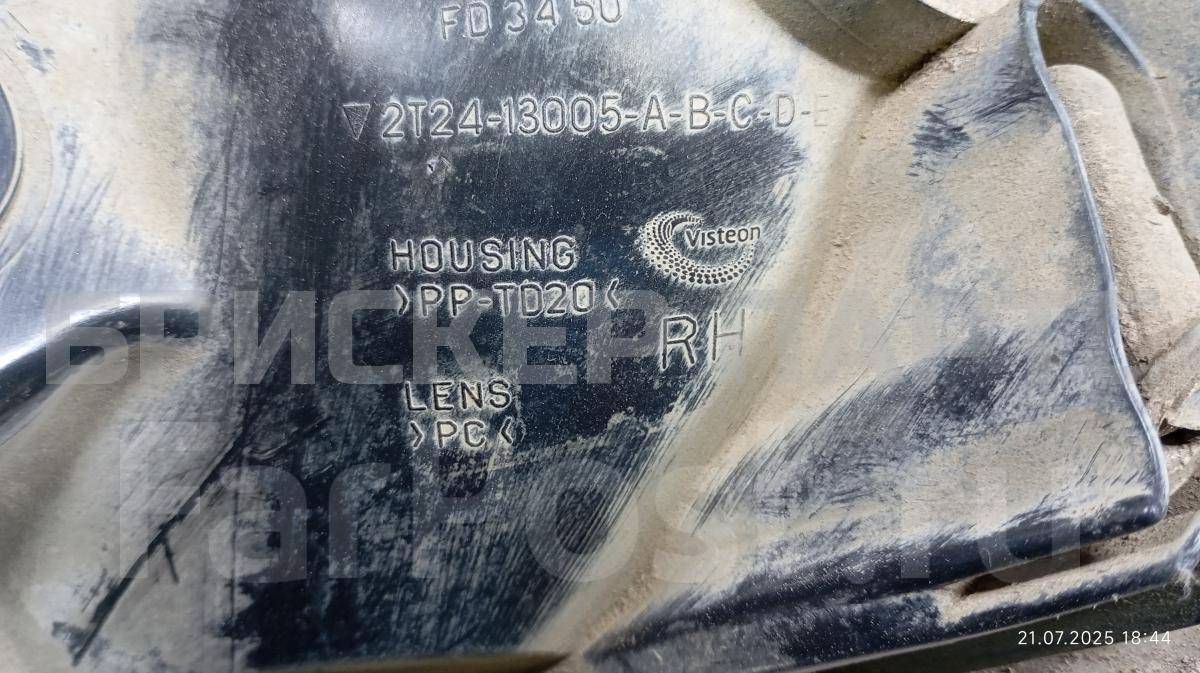 FD 34 50
▽2T24-13005-A-B-C-D-E
HOUSING
>PP-TD20<
Visteon
RH
LENS
>PC<
БРИСКЕР ПАРТ
Farpost.ru
21.07.2025 18:44